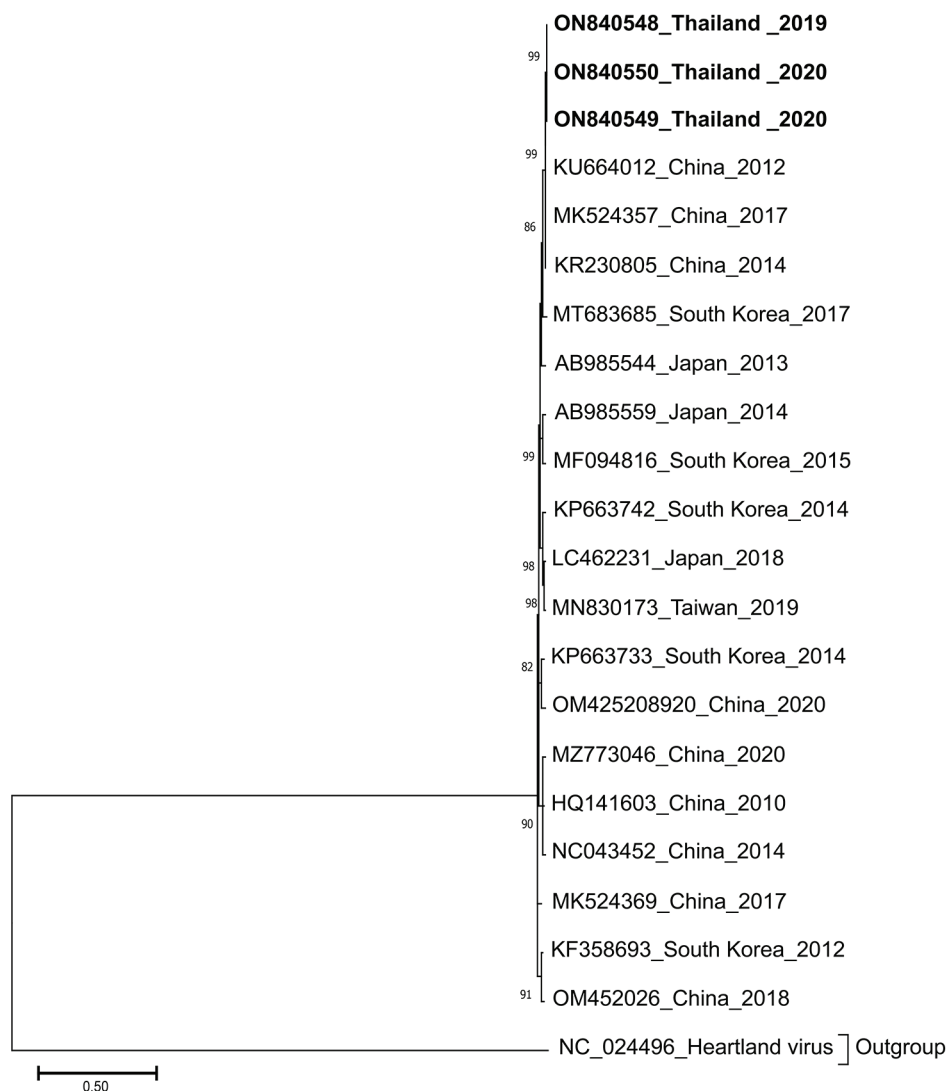 ON840548_Thailand _2019
99
ON840550_Thailand _2020
ON840549_Thailand _2020
99
KU664012_China_2012
MK524357_China_2017
86
KR230805_China_2014
MT683685_South Korea_2017
AB985544_Japan_2013
AB985559_Japan_2014
99
MF094816_South Korea_2015
KP663742_South Korea_2014
98
LC462231_Japan_2018
98
MN830173_Taiwan_2019
82
KP663733_South Korea_2014
OM425208920_China_2020
MZ773046_China_2020
HQ141603_China_2010
90
NC043452_China_2014
MK524369_China_2017
KF358693_South Korea_2012
91
OM452026_China_2018
NC_024496_Heartland virus Outgroup
0.50